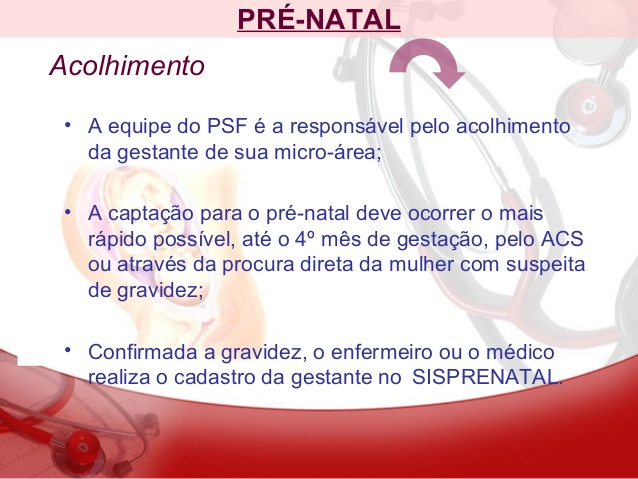 PRÉ-NATAL
Acolhimento
• A equipe do PSF é a responsável pelo acolhimento
da gestante de sua micro-área;
• A captação para o pré-natal deve ocorrer o mais
rápido possível, até o 4º mês de gestação, pelo ACS
ou através da procura direta da mulher com suspeita
de gravidez;
• Confirmada a gravidez, o enfermeiro ou o médico
realiza o cadastro da gestante no SISPRENATAL.